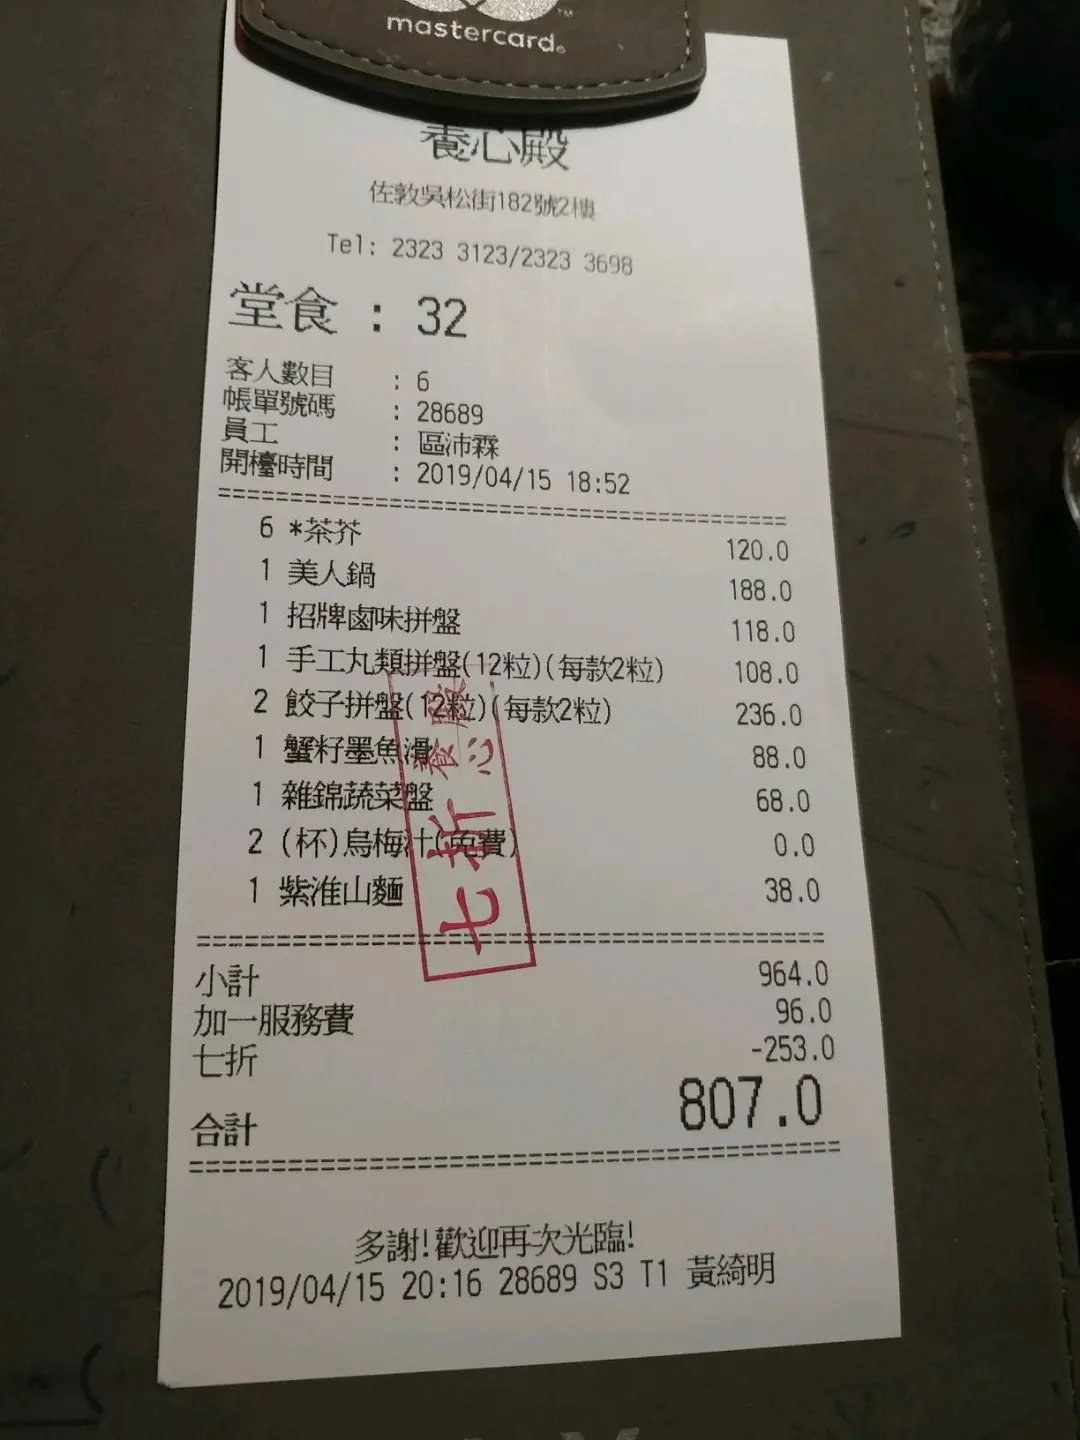 mastercard
養心殿
佐敦吳松街182號2樓
Tel: 2323 3123/2323 3698
堂食 : 32
客人數目 : 6
帳單號碼 : 28689
員工 : 區沛霖
開檯時間 : 2019/04/15 18:52
6 *茶芥 120.0
1 美人鍋 188.0
1 招牌鹵味拼盤 118.0
1 手工丸類拼盤(12粒)(每款2粒) 108.0
2 餃子拼盤(12粒)(每款2粒) 236.0
1 蟹籽墨魚滑 88.0
1 雜錦蔬菜盤 68.0
2 (杯)烏梅汁(免費) 0.0
1 紫淮山麵 38.0
養心殿
七折
小計 964.0
加一服務費 96.0
七折 -253.0
合計 807.0
多謝!歡迎再次光臨!
2019/04/15 20:16 28689 S3 T1 黃綺明